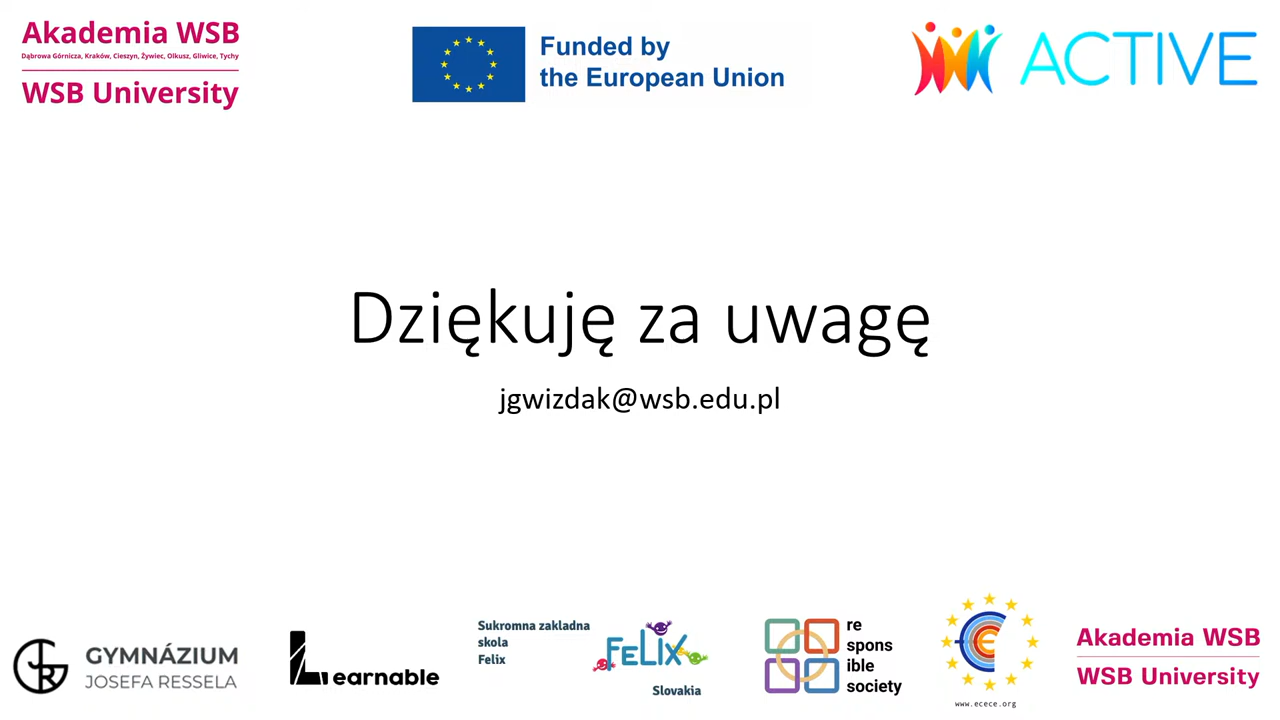 Akademia WSB
Dąbrowa Górnicza, Kraków, Cieszyn, Żywiec, Olkusz, Gliwice, Tychy
WSB University
Funded by
the European Union
ACTIVE
Dziękuję za uwagę
jgwizdak@wsb.edu.pl
GYMNÁZIUM
JOSEFA RESSELA
Learnable
Sukromna zakladna
skola
Felix
FELIX
Slovakia
re
spons
ible
society
www.ecece.org
Akademia WSB
WSB University